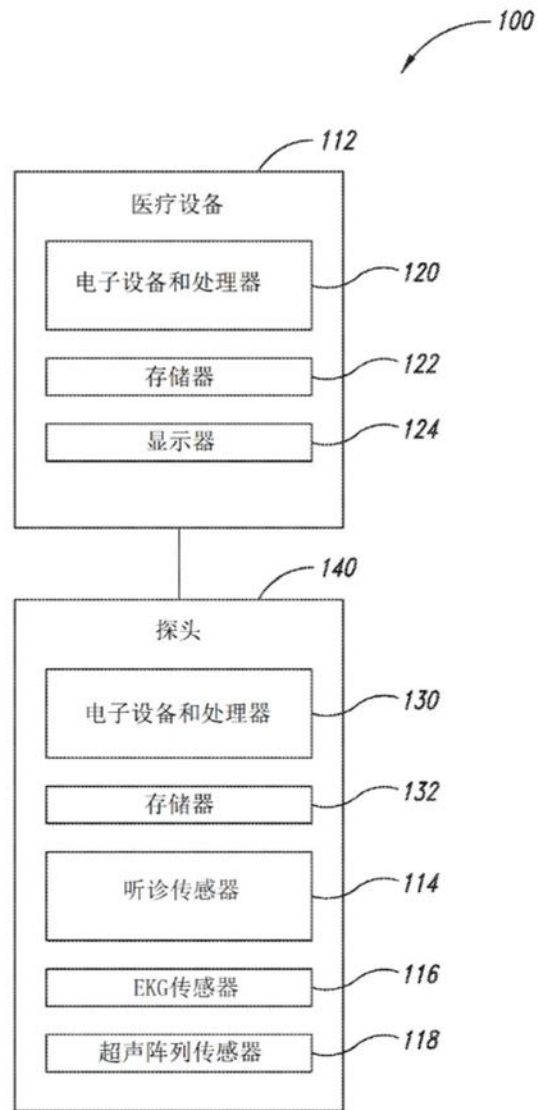 100
112
医疗设备
电子设备和处理器
120
存储器
122
显示器
124
140
探头
电子设备和处理器
130
存储器
132
听诊传感器
114
EKG传感器
116
超声阵列传感器
118